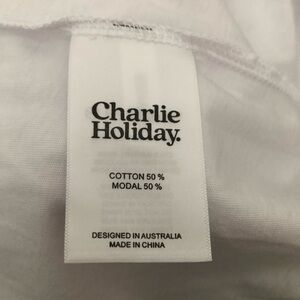 Charlie
Holiday.
COTTON 50 %
MODAL 50 %
DESIGNED IN AUSTRALIA
MADE IN CHINA